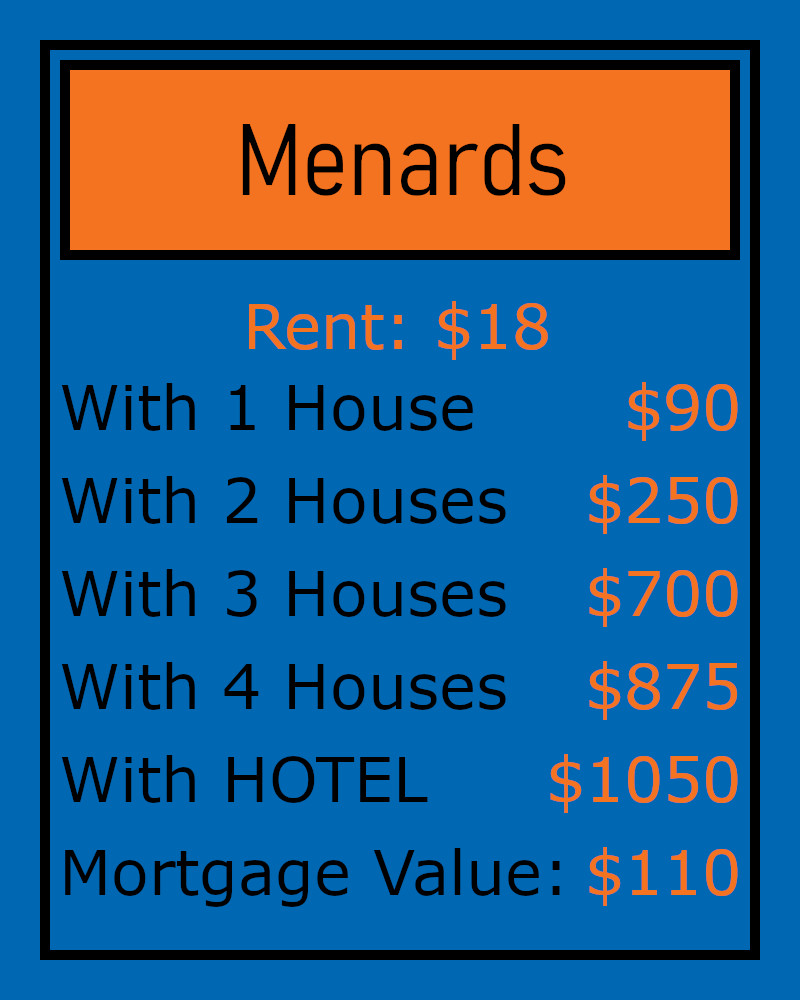 Menards
Rent: $18
With 1 House $90
With 2 Houses $250
With 3 Houses $700
With 4 Houses $875
With HOTEL $1050
Mortgage Value: $110